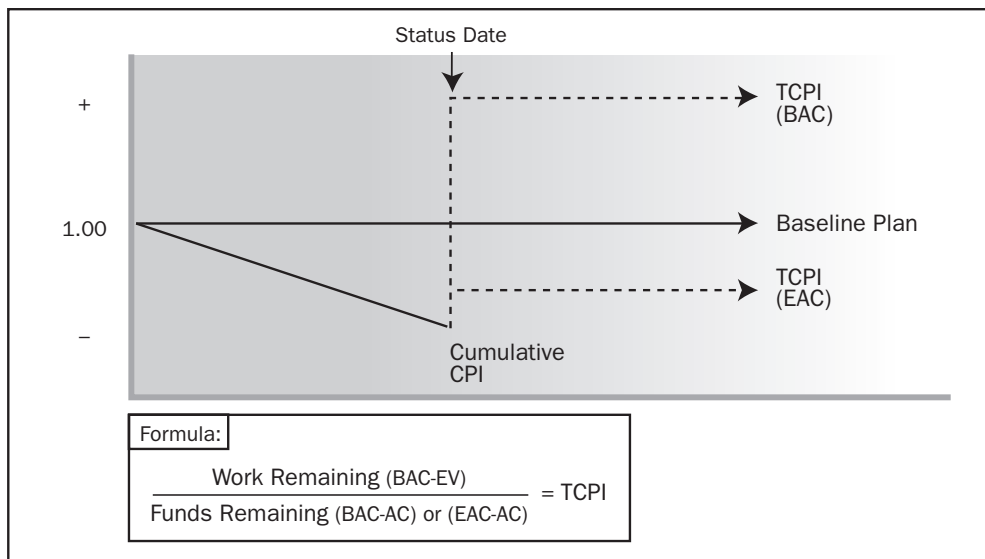 Status Date
+
TCPI
(BAC)
1.00
Baseline Plan
TCPI
(EAC)
–
Cumulative
CPI
Formula:
Work Remaining (BAC-EV)
= TCPI
Funds Remaining (BAC-AC) or (EAC-AC)